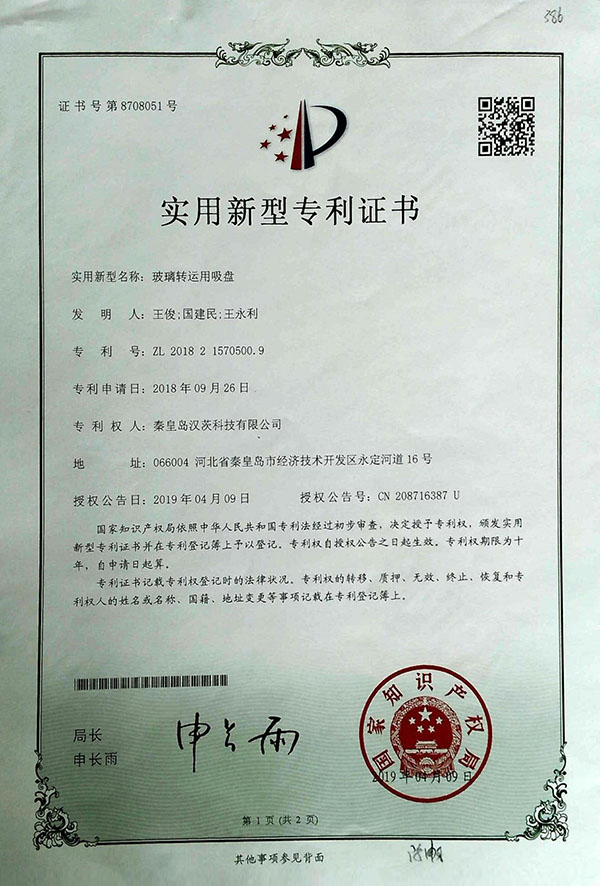 386
证书号第8708051号
实用新型专利证书
实用新型名称：玻璃转运用吸盘
发明人：王俊;国建民;王永利
专利号：ZL 2018 2 1570500.9
专利申请日：2018年09月26日
专利权人：秦皇岛汉茨科技有限公司
地址：066004 河北省秦皇岛市经济技术开发区永定河道16号
授权公告日：2019年04月09日 授权公告号：CN 208716387 U
国家知识产权局依照中华人民共和国专利法经过初步审查，决定授予专利权，颁发实用
新型专利证书并在专利登记簿上予以登记。专利权自授权公告之日起生效。专利权期限为十
年，自申请日起算。
专利证书记载专利权登记时的法律状况。专利权的转移、质押、无效、终止、恢复和专
利权人的姓名或名称、国籍、地址变更等事项记载在专利登记簿上。
局长
申长雨
申长雨
国家知识产权局
2019年04月09日
第1页(共2页)
其他事项参见背面